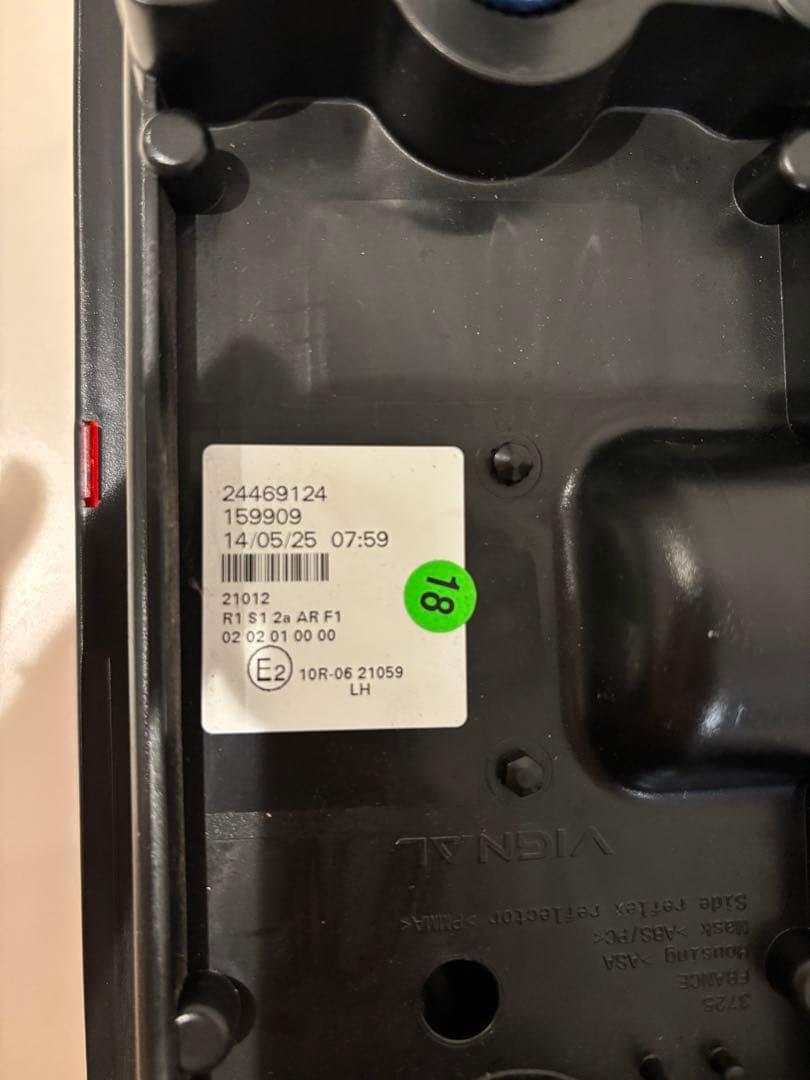 24469124
159909
14/05/25 07:59
21012
R1 S1 2a AR F1
02 02 01 00 00
E2 10R-06 21059
LH
18
VIGNAL
Side reflex reflector >PMMA<
Mask >ABS/PC<
Housing >ASA
FRANCE
3725